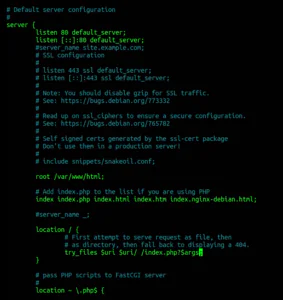 # Default server configuration
#
server {
listen 80 default_server;
listen [::]:80 default_server;
#server_name site.example.com;
# SSL configuration
#
# listen 443 ssl default_server;
# listen [::]:443 ssl default_server;
#
# Note: You should disable gzip for SSL traffic.
# See: https://bugs.debian.org/773332
#
# Read up on ssl_ciphers to ensure a secure configuration.
# See: https://bugs.debian.org/765782
#
# Self signed certs generated by the ssl-cert package
# Don't use them in a production server!
#
# include snippets/snakeoil.conf;
root /var/www/html;
# Add index.php to the list if you are using PHP
index index.php index.html index.htm index.nginx-debian.html;
#server_name _;
location / {
# First attempt to serve request as file, then
# as directory, then fall back to displaying a 404.
try_files $uri $uri/ /index.php?$args;
}
# pass PHP scripts to FastCGI server
#
location ~ \.php$ {